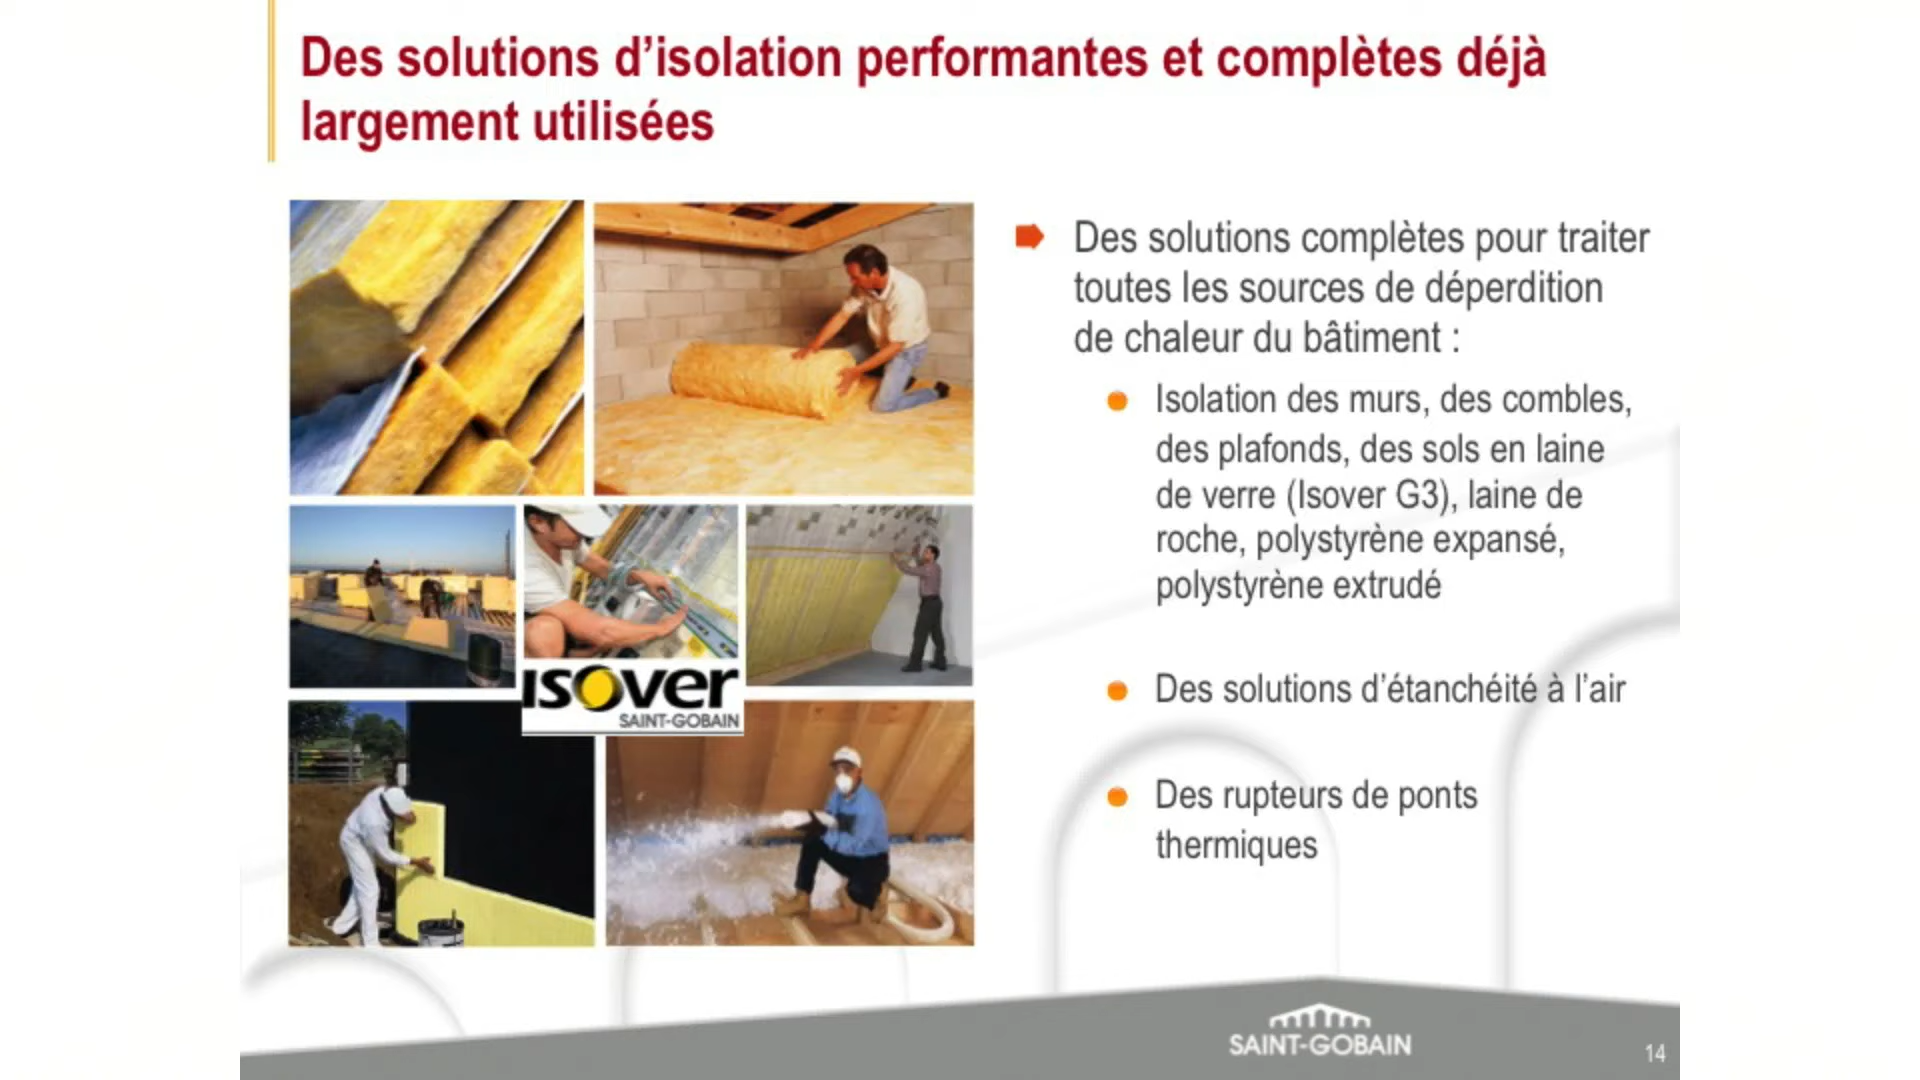 Des solutions d’isolation performantes et complètes déjà
largement utilisées
Des solutions complètes pour traiter
toutes les sources de déperdition
de chaleur du bâtiment :
Isolation des murs, des combles,
des plafonds, des sols en laine
de verre (Isover G3), laine de
roche, polystyrène expansé,
polystyrène extrudé
Des solutions d’étanchéité à l’air
Des rupteurs de ponts
thermiques
isover
SAINT-GOBAIN
SAINT-GOBAIN
14